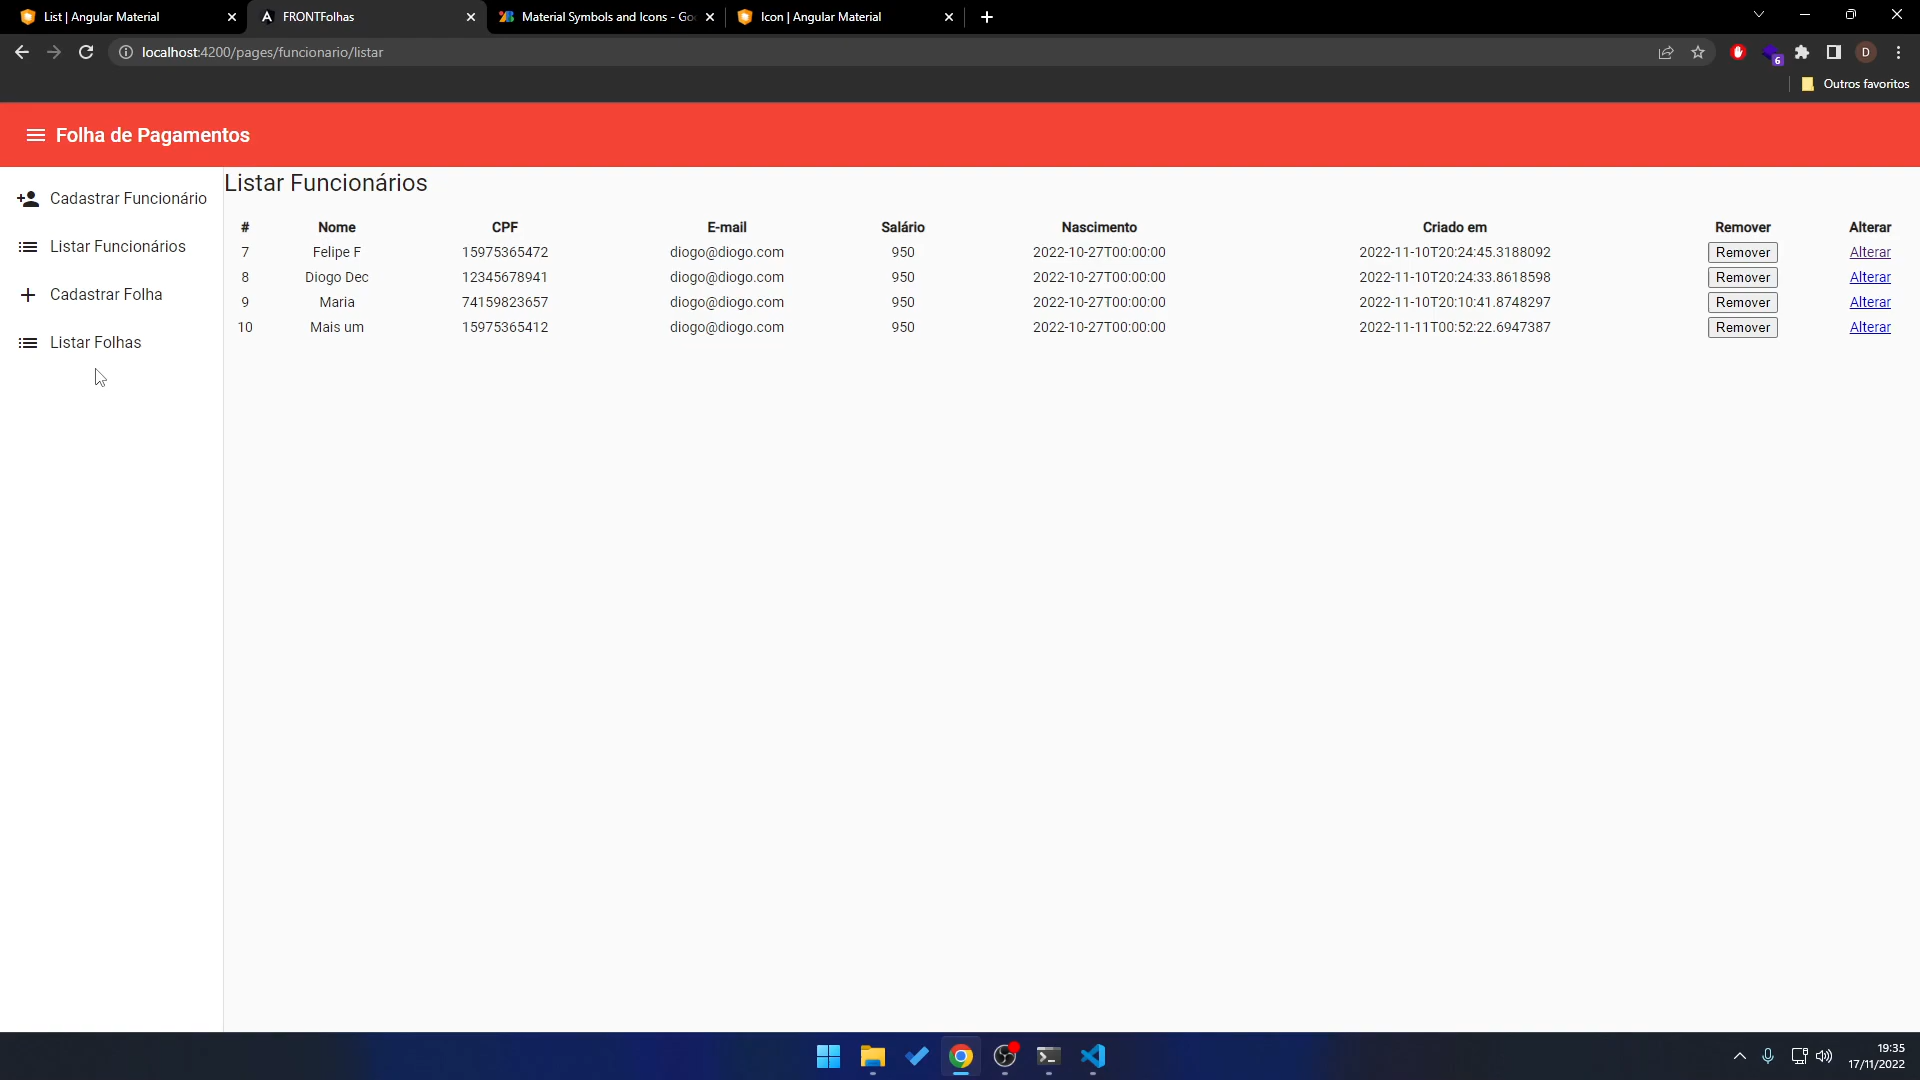 List | Angular Material
FRONTFolhas
Material Symbols and Icons - Go
Icon | Angular Material
localhost:4200/pages/funcionario/listar
6
D
Outros favoritos
Folha de Pagamentos
Cadastrar Funcionário
Listar Funcionários
Cadastrar Folha
Listar Folhas
Listar Funcionários
# Nome CPF E-mail Salário Nascimento Criado em Remover Alterar
7 Felipe F 15975365472 diogo@diogo.com 950 2022-10-27T00:00:00 2022-11-10T20:24:45.3188092 Remover Alterar
8 Diogo Dec 12345678941 diogo@diogo.com 950 2022-10-27T00:00:00 2022-11-10T20:24:33.8618598 Remover Alterar
9 Maria 74159823657 diogo@diogo.com 950 2022-10-27T00:00:00 2022-11-10T20:10:41.8748297 Remover Alterar
10 Mais um 15975365412 diogo@diogo.com 950 2022-10-27T00:00:00 2022-11-11T00:52:22.6947387 Remover Alterar
19:35
17/11/2022